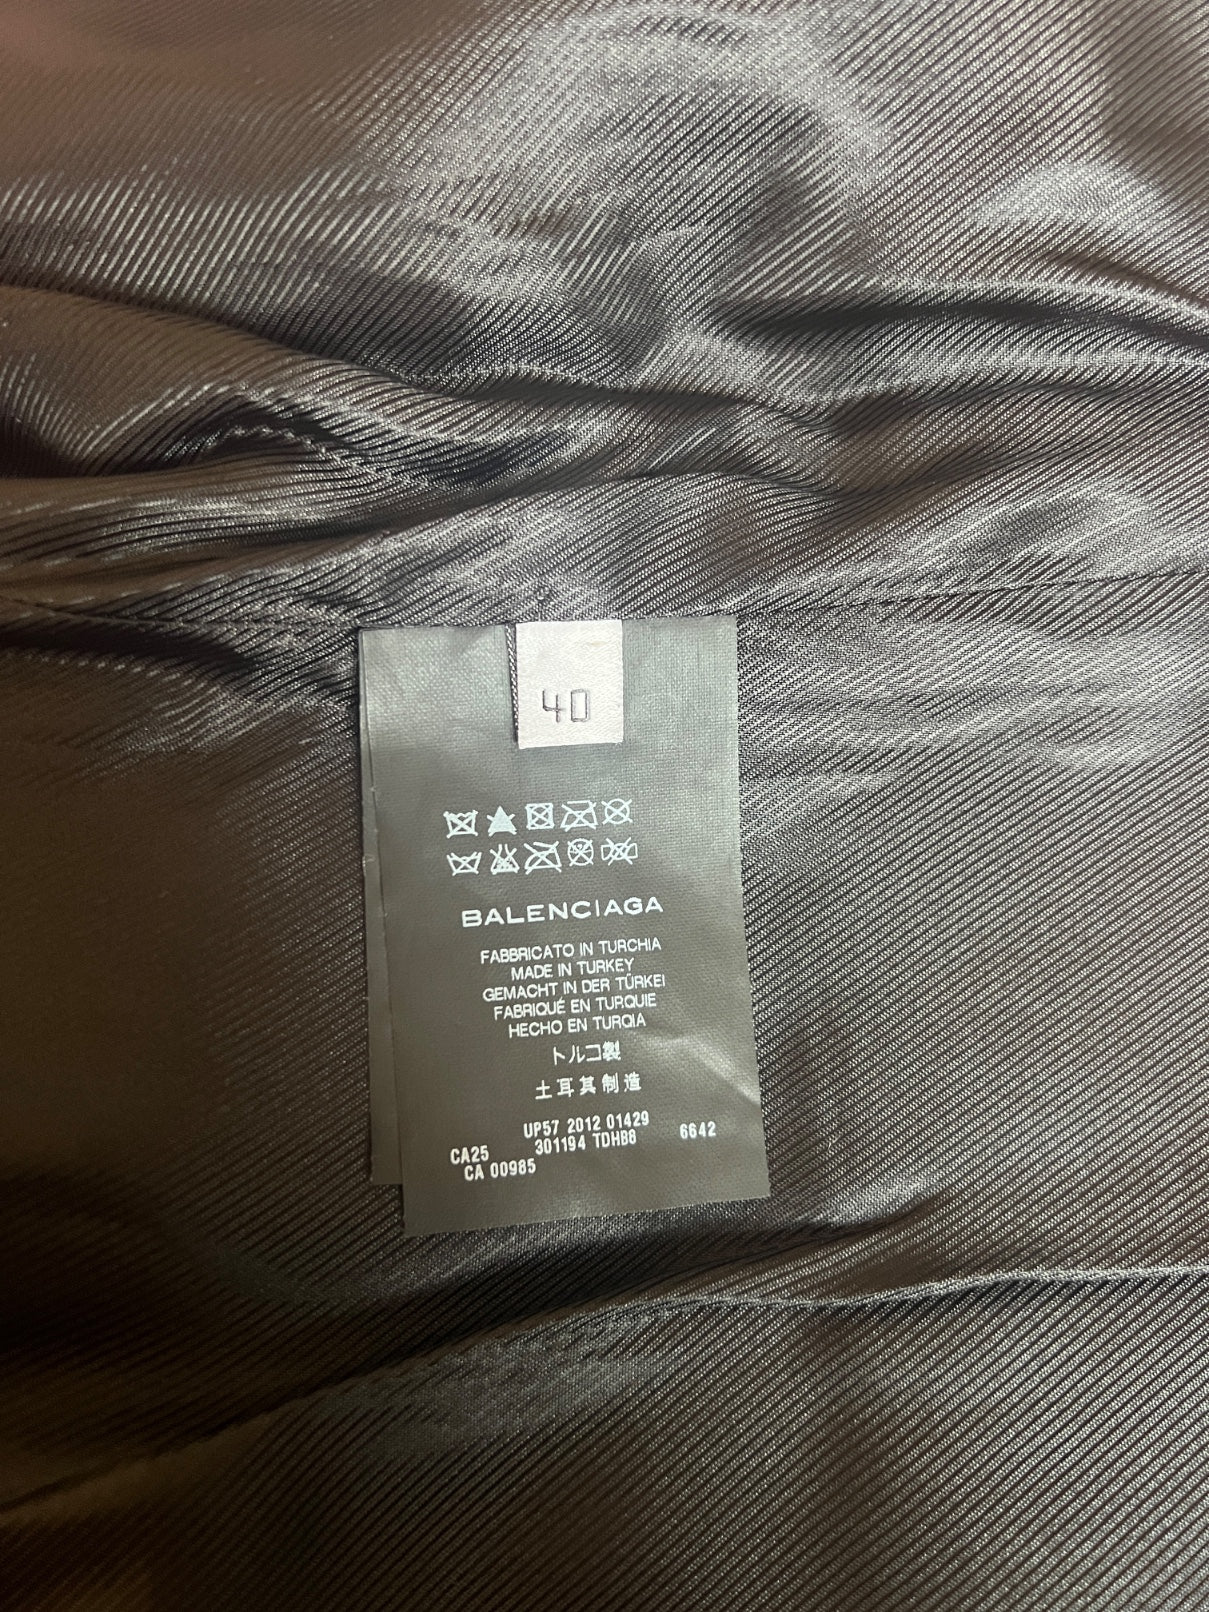 40
BALENCIAGA
FABBRICATO IN TURCHIA
MADE IN TURKEY
GEMACHT IN DER TÜRKEI
FABRIQUÉ EN TURQUIE
HECHO EN TURQIA
トルコ製
土耳其制造
UP57 2012 01429
CA25 301194 TDHB8 6642
CA 00985